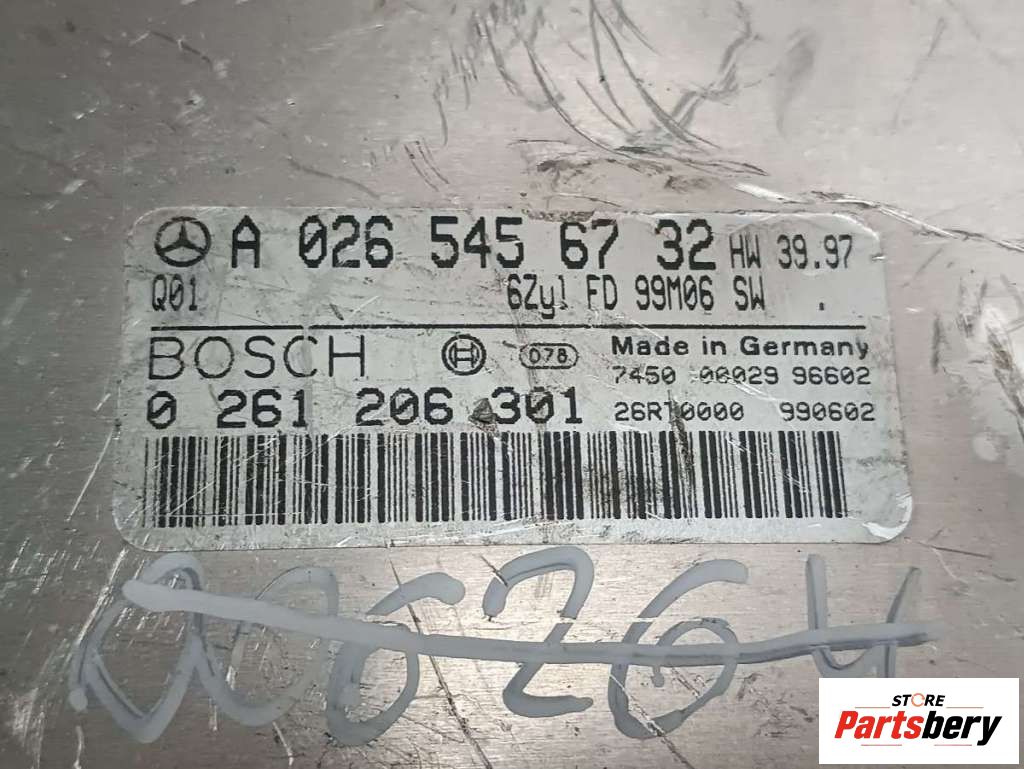 A 026 545 67 32 HW 39.97
Q01 6Zyl FD 99M06 SW .
BOSCH H 078 Made in Germany
7450 00029 96602
0 261 206 301 26RT0000 990602
006264
STORE
Partsbery